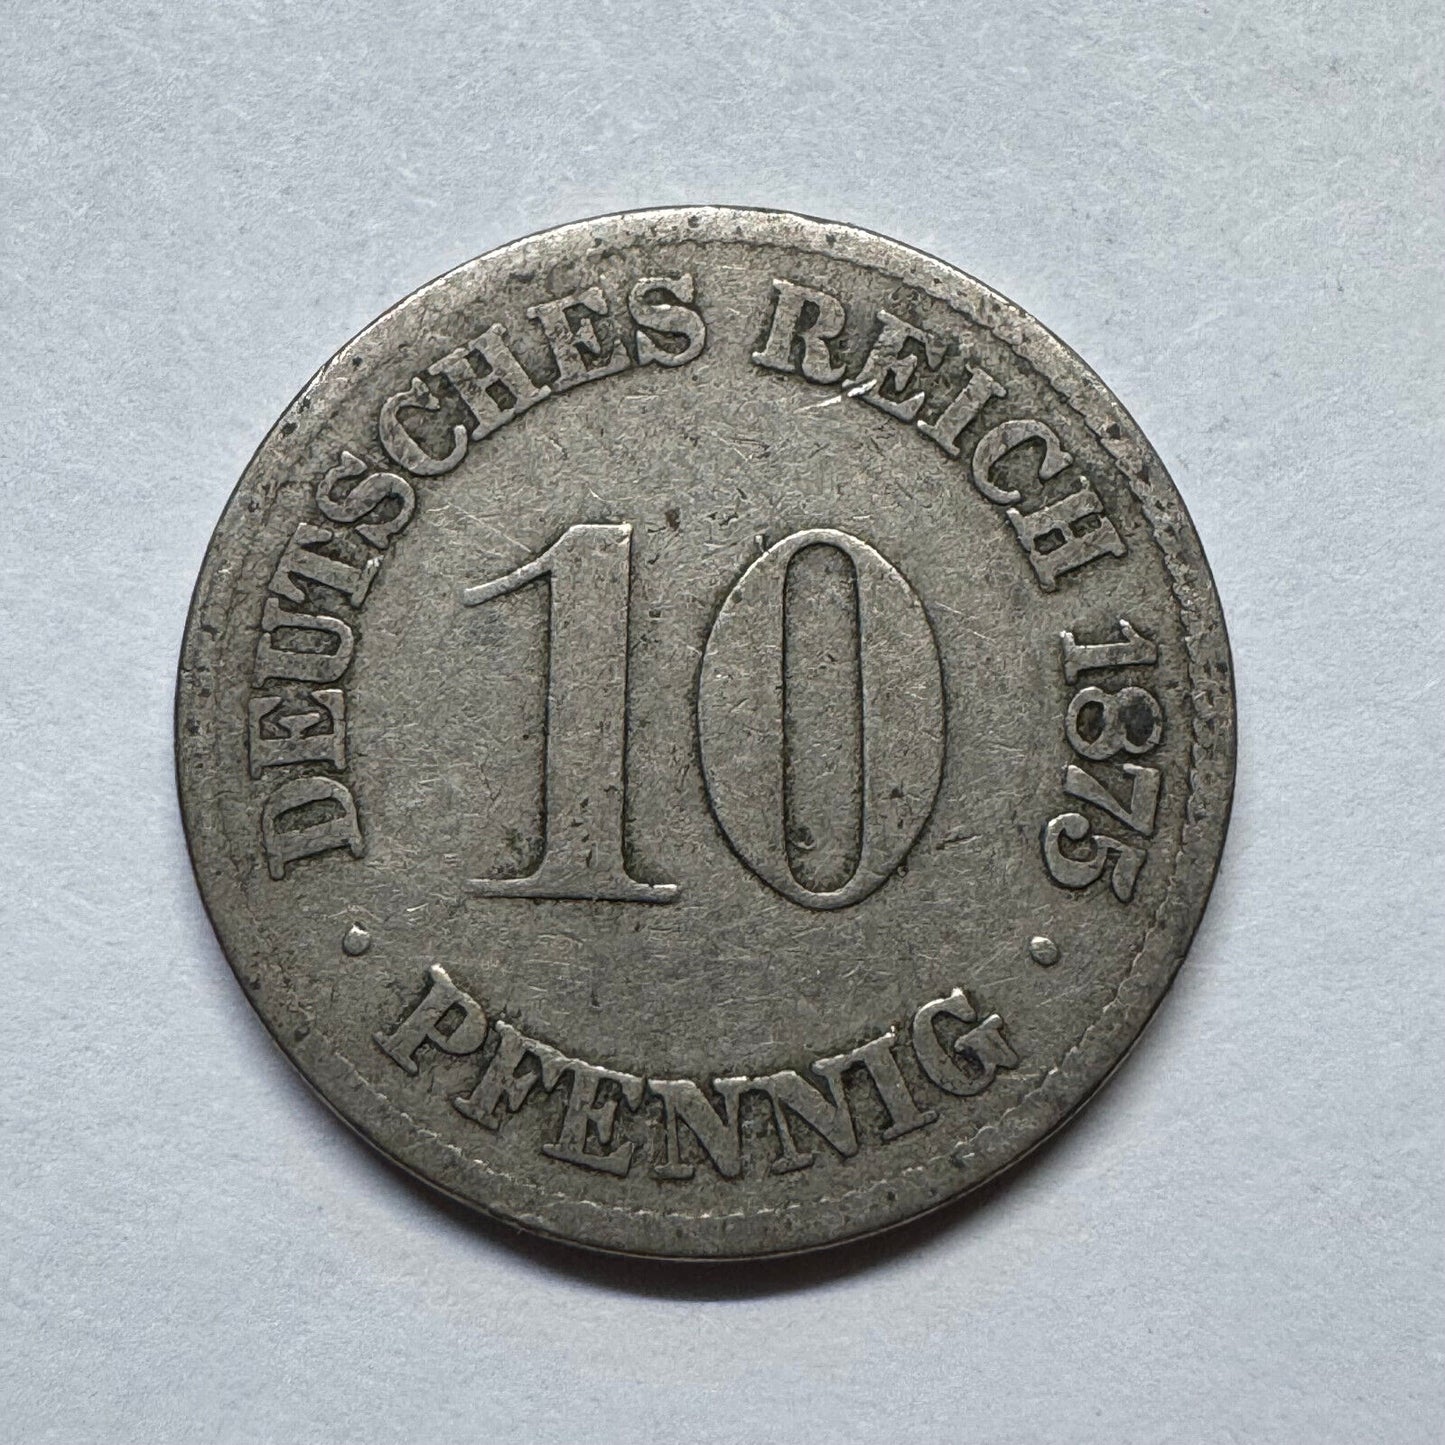 DEUTSCHES REICH 1875
10
· PFENNIG ·